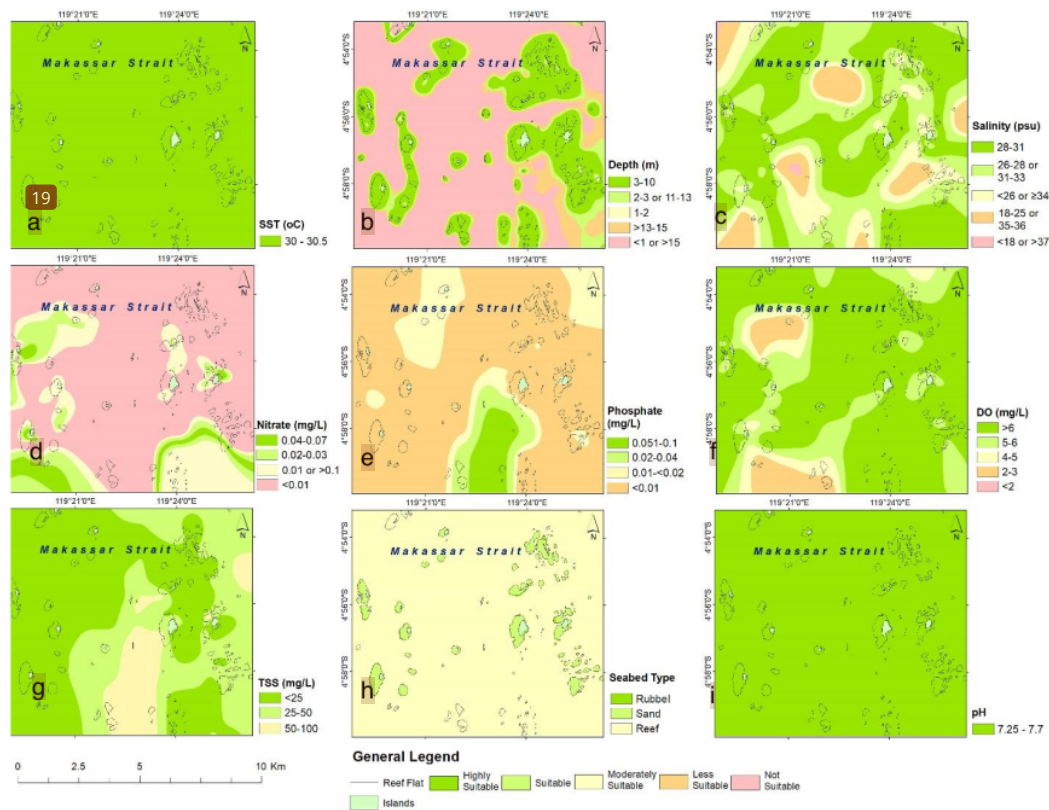 119°21'0"E 119°24'0"E
Makassar Strait
N
19
a
SST (oC)
30 - 30.5
119°21'0"E 119°24'0"E
4°54'0"S
4°56'0"S
4°58'0"S
Makassar Strait
N
b
Depth (m)
3-10
2-3 or 11-13
1-2
>13-15
<1 or >15
119°21'0"E 119°24'0"E
4°54'0"S
4°56'0"S
4°58'0"S
Makassar Strait
N
c
Salinity (psu)
28-31
26-28 or
31-33
<26 or ≥34
18-25 or
35-36
<18 or >37
119°21'0"E 119°24'0"E
Makassar Strait
N
d
Nitrate (mg/L)
0.04-0.07
0.02-0.03
0.01 or >0.1
<0.01
119°21'0"E 119°24'0"E
4°54'0"S
4°56'0"S
4°58'0"S
Makassar Strait
N
e
Phosphate
(mg/L)
0.051-0.1
0.02-0.04
0.01-<0.02
<0.01
119°21'0"E 119°24'0"E
4°54'0"S
4°56'0"S
4°58'0"S
Makassar Strait
N
f
DO (mg/L)
>6
5-6
4-5
2-3
<2
119°21'0"E 119°24'0"E
Makassar Strait
N
g
TSS (mg/L)
<25
25-50
50-100
119°21'0"E 119°24'0"E
4°54'0"S
4°56'0"S
4°58'0"S
Makassar Strait
N
h
Seabed Type
Rubbel
Sand
Reef
119°21'0"E 119°24'0"E
4°54'0"S
4°56'0"S
4°58'0"S
Makassar Strait
N
i
pH
7.25 - 7.7
0 2.5 5 10 Km
General Legend
Reef Flat
Highly
Suitable
Suitable
Moderately
Suitable
Less
Suitable
Not
Suitable
Islands